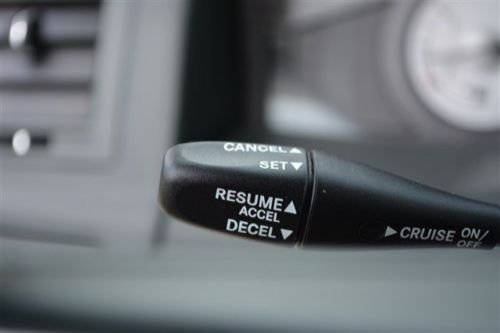 CANCEL▲
SET▼
RESUME▲
ACCEL
DECEL▼
▶CRUISE ON/
OFF